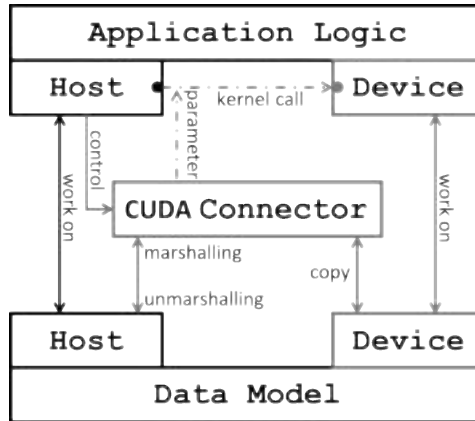 Application Logic
Host
Device
kernel call
parameter
control
work on
work on
CUDA Connector
marshalling
copy
unmarshalling
Host
Device
Data Model